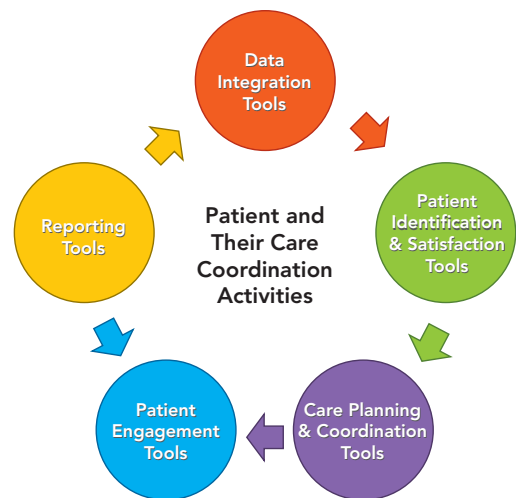 Data
Integration
Tools
Patient
Identification
& Satisfaction
Tools
Care Planning
& Coordination
Tools
Patient
Engagement
Tools
Reporting
Tools
Patient and
Their Care
Coordination
Activities